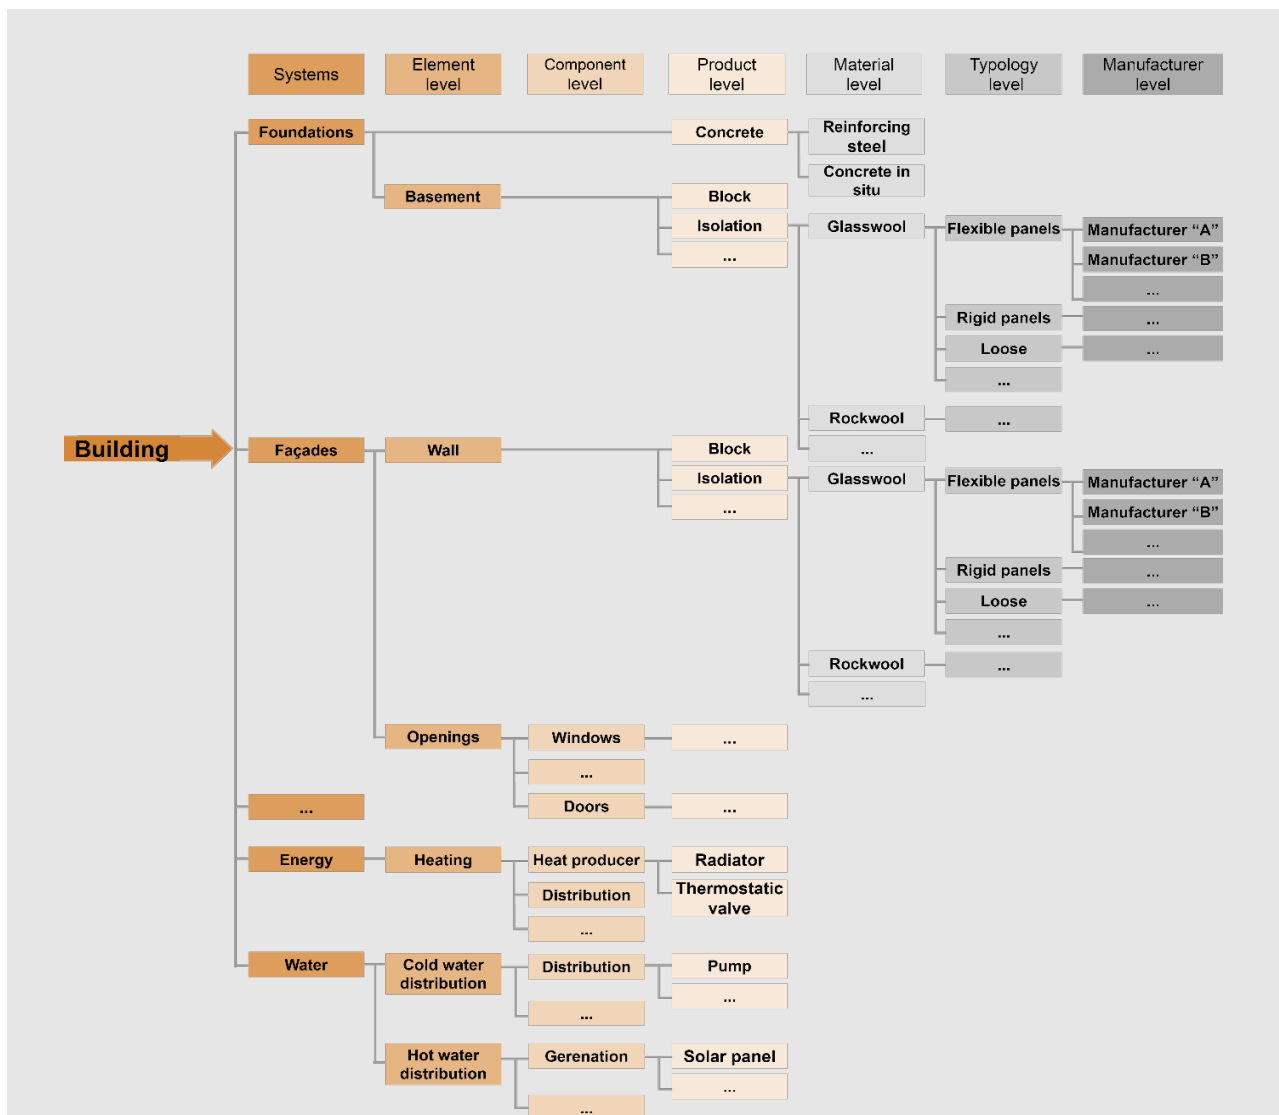 Systems
Element
level
Component
level
Product
level
Material
level
Typology
level
Manufacturer
level
Foundations
Concrete
Reinforcing
steel
Concrete in
situ
Basement
Block
Isolation
Glasswool
Flexible panels
Manufacturer “A”
...
Manufacturer “B”
...
Rigid panels
...
Loose
...
...
Rockwool
...
...
Building
Façades
Wall
Block
Isolation
Glasswool
Flexible panels
Manufacturer “A”
...
Manufacturer “B”
...
Rigid panels
...
Loose
...
...
Rockwool
...
...
Openings
Windows
...
...
Doors
...
...
Energy
Heating
Heat producer
Radiator
Distribution
Thermostatic
valve
...
Water
Cold water
distribution
Distribution
Pump
...
...
Hot water
distribution
Gerenation
Solar panel
...
...